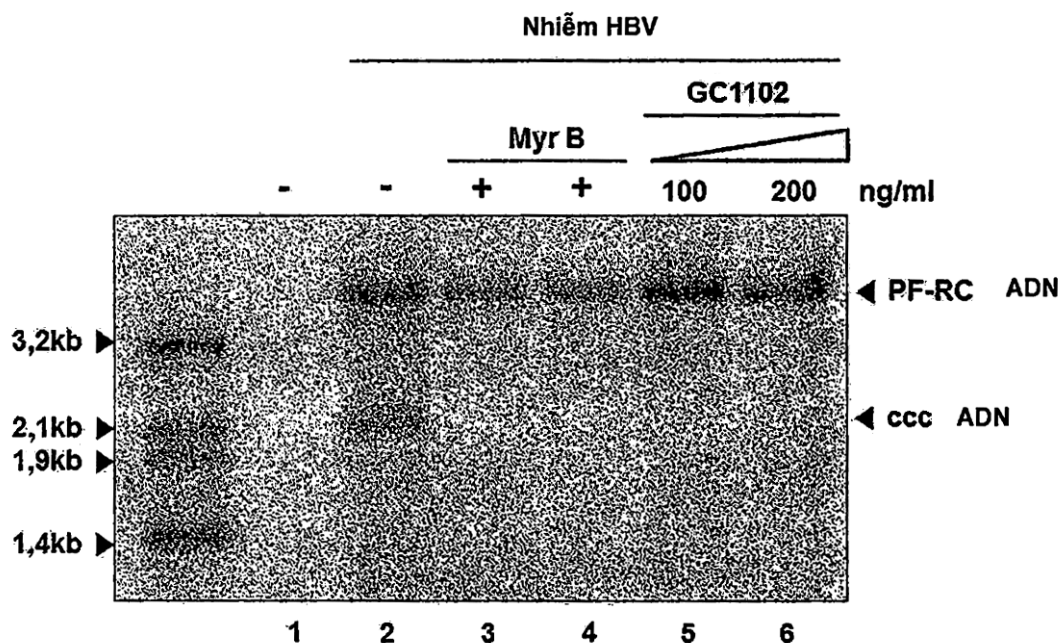 Nhiễm HBV
GC1102
Myr B
- - + + 100 200 ng/ml
PF-RC ADN
3,2kb
2,1kb
ccc ADN
1,9kb
1,4kb
1 2 3 4 5 6